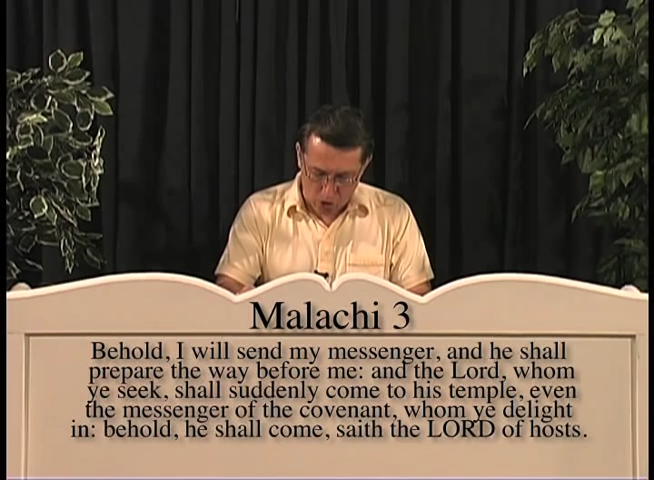 Malachi 3
Behold, I will send my messenger, and he shall
prepare the way before me: and the Lord, whom
ye seek, shall suddenly come to his temple, even
the messenger of the covenant, whom ye delight
in: behold, he shall come, saith the LORD of hosts.